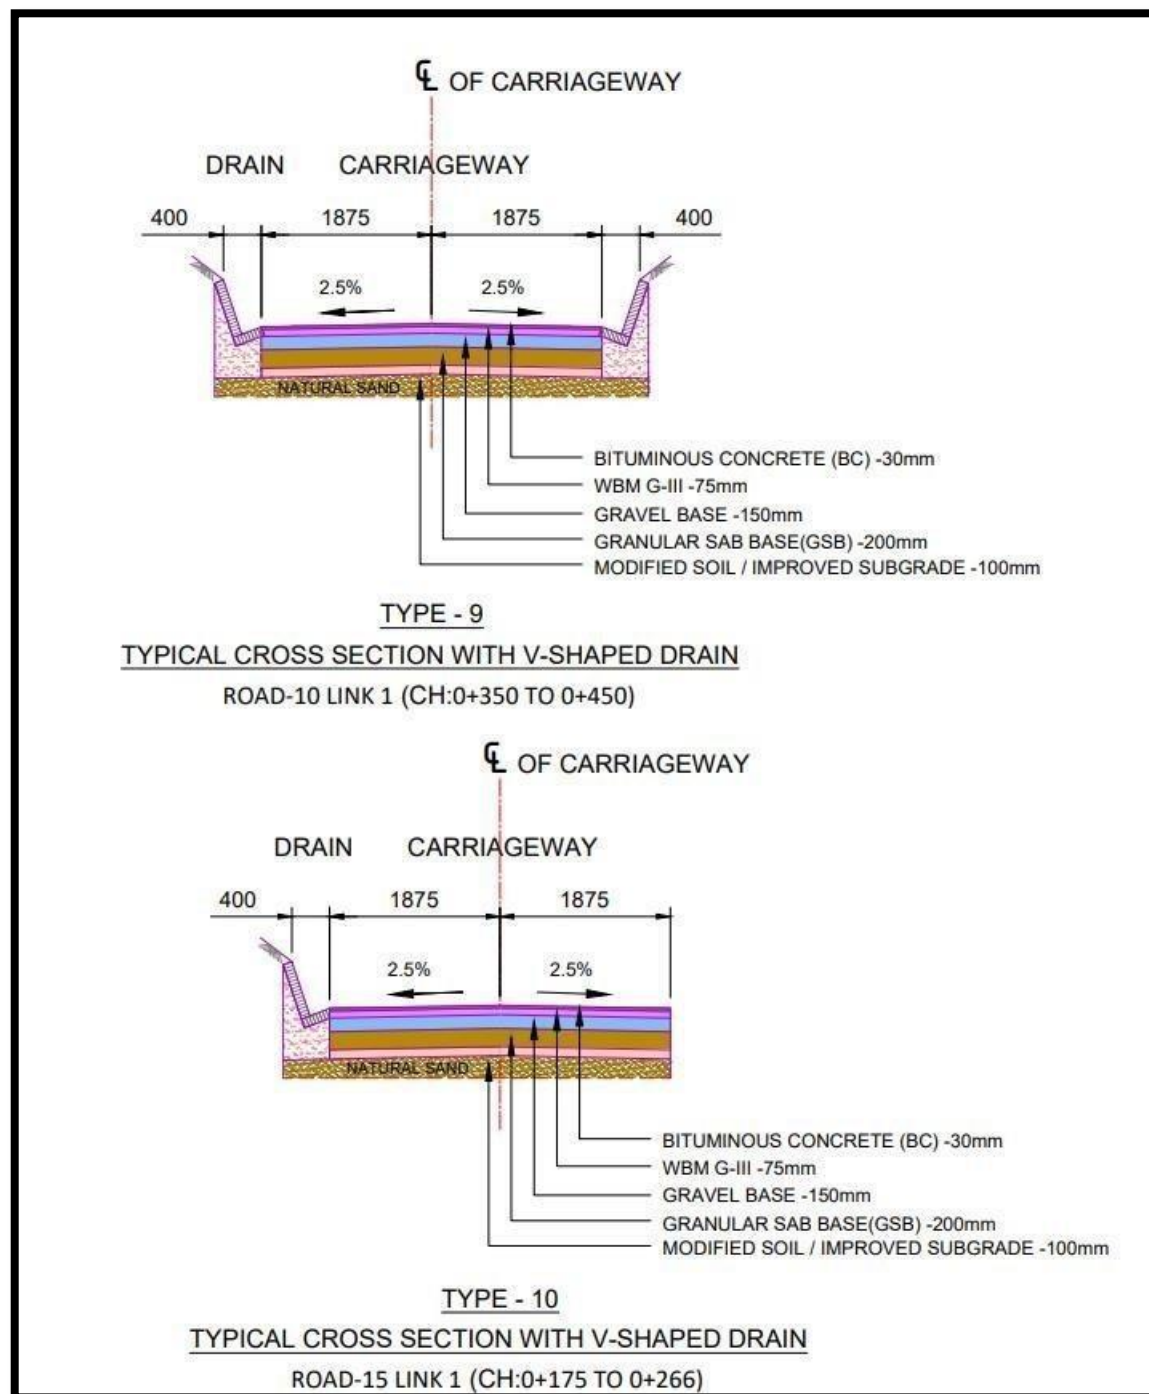 ℄ OF CARRIAGEWAY
DRAIN CARRIAGEWAY
400 1875 1875 400
2.5% 2.5%
NATURAL SAND
BITUMINOUS CONCRETE (BC) -30mm
WBM G-III -75mm
GRAVEL BASE -150mm
GRANULAR SAB BASE(GSB) -200mm
MODIFIED SOIL / IMPROVED SUBGRADE -100mm
TYPE - 9
TYPICAL CROSS SECTION WITH V-SHAPED DRAIN
ROAD-10 LINK 1 (CH:0+350 TO 0+450)
℄ OF CARRIAGEWAY
DRAIN CARRIAGEWAY
400 1875 1875
2.5% 2.5%
NATURAL SAND
BITUMINOUS CONCRETE (BC) -30mm
WBM G-III -75mm
GRAVEL BASE -150mm
GRANULAR SAB BASE(GSB) -200mm
MODIFIED SOIL / IMPROVED SUBGRADE -100mm
TYPE - 10
TYPICAL CROSS SECTION WITH V-SHAPED DRAIN
ROAD-15 LINK 1 (CH:0+175 TO 0+266)